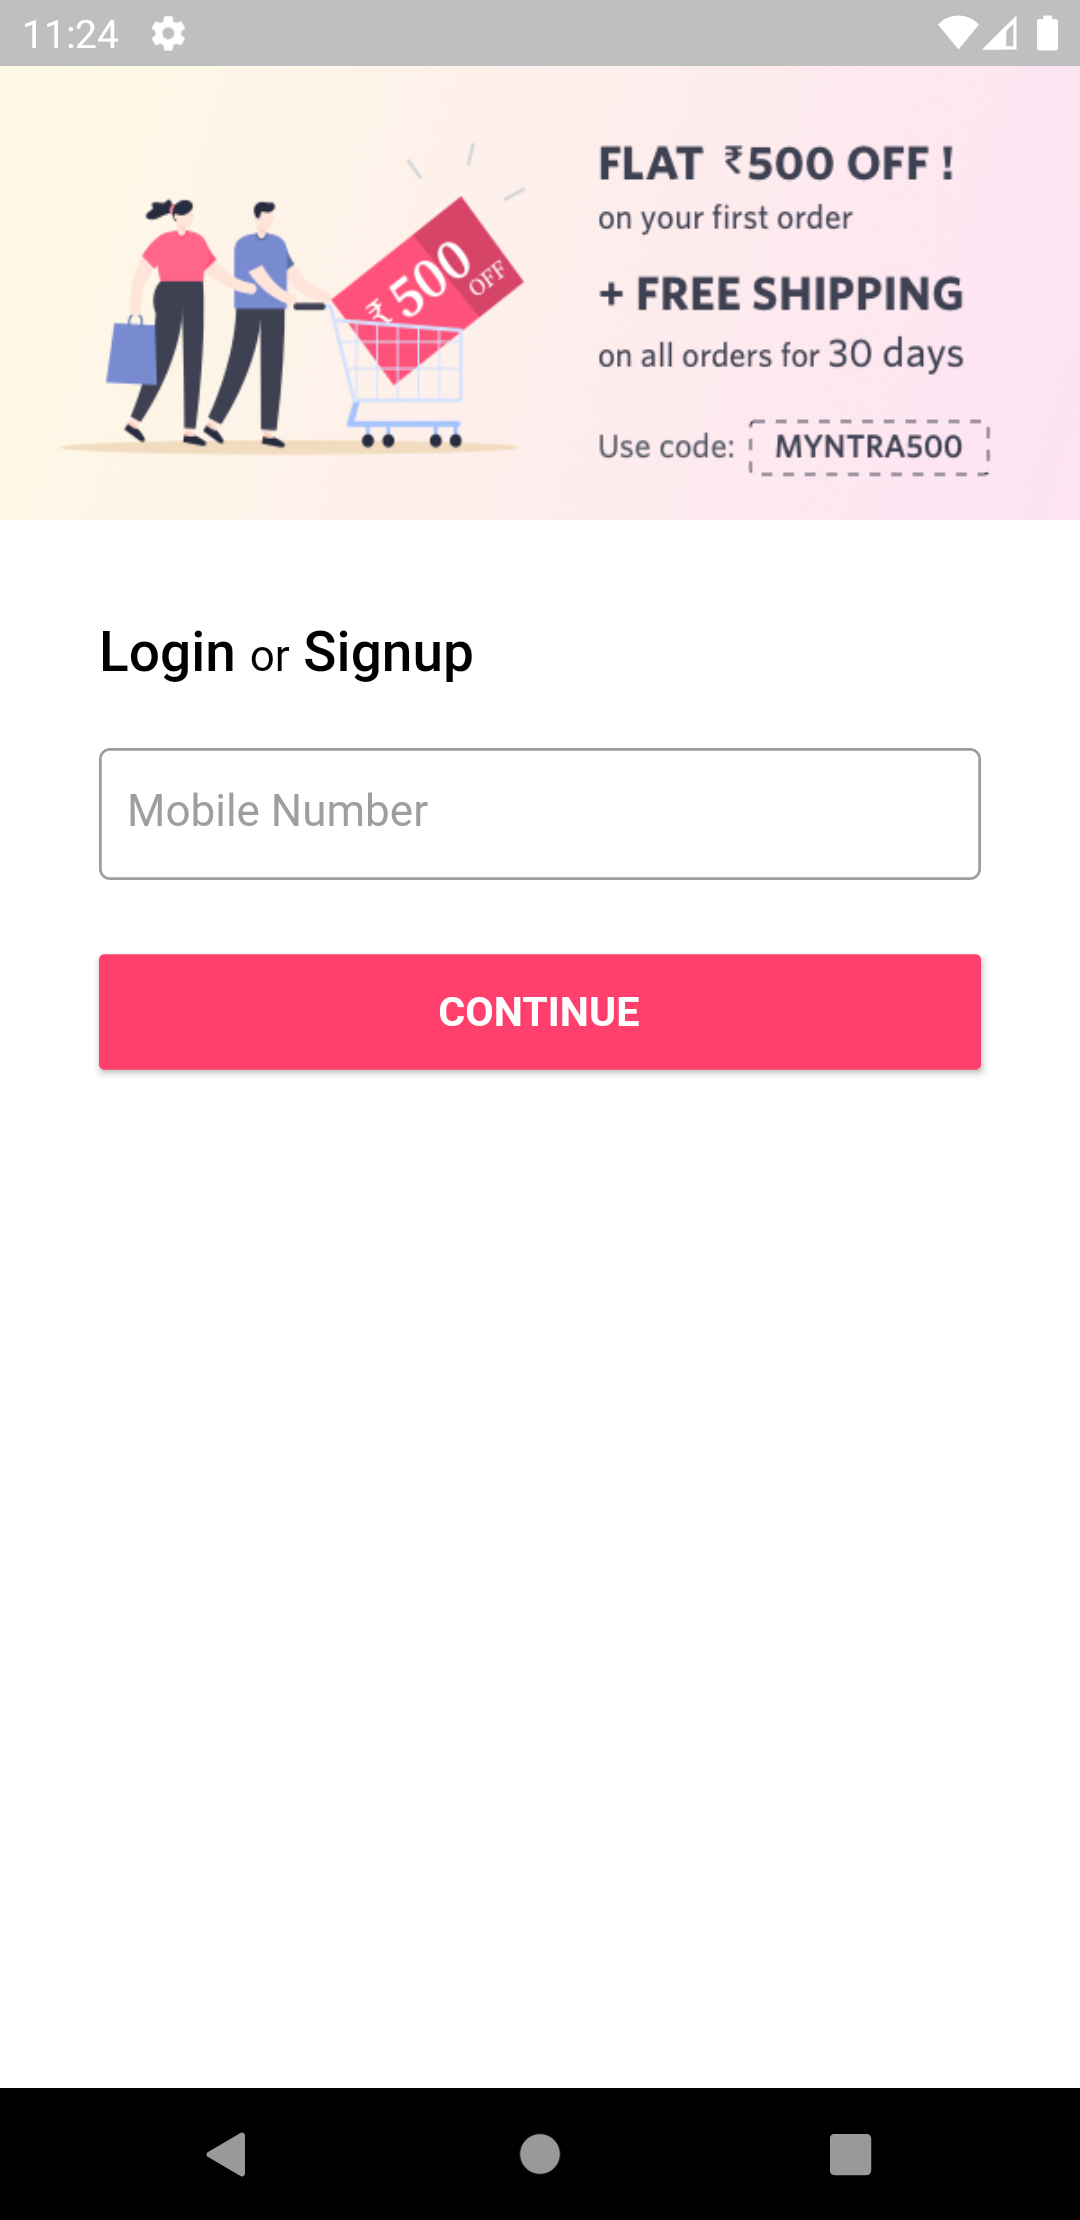 11:24
FLAT ₹500 OFF !
on your first order
+ FREE SHIPPING
on all orders for 30 days
Use code: MYNTRA500
₹ 500 OFF
Login or Signup
Mobile Number
CONTINUE